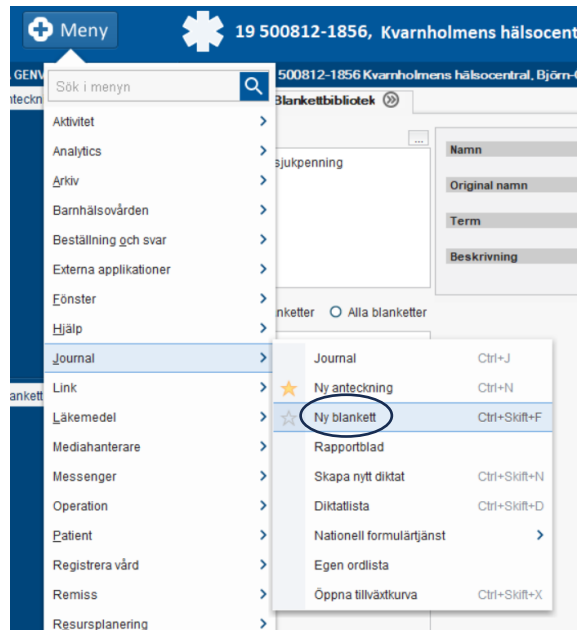 Meny
19 500812-1856, Kvarnholmens hälsocent
GENV
500812-1856 Kvarnholmens hälsocentral, Björn-
nteckn
Sök i menyn
Blankettbibliotek
Aktivitet
Analytics
Arkiv
Barnhälsovården
Beställning och svar
Externa applikationer
Fönster
Hjälp
Journal
Link
Läkemedel
Mediahanterare
Messenger
Operation
Patient
Registrera vård
Remiss
Resursplanering
...
sjukpenning
Namn
Original namn
Term
Beskrivning
nketter Alla blanketter
ankett
Journal Ctrl+J
Ny anteckning Ctrl+N
Ny blankett Ctrl+Skift+F
Rapportblad
Skapa nytt diktat Ctrl+Skift+N
Diktatlista Ctrl+Skift+D
Nationell formulärtjänst
Egen ordlista
Öppna tillväxtkurva Ctrl+Skift+X